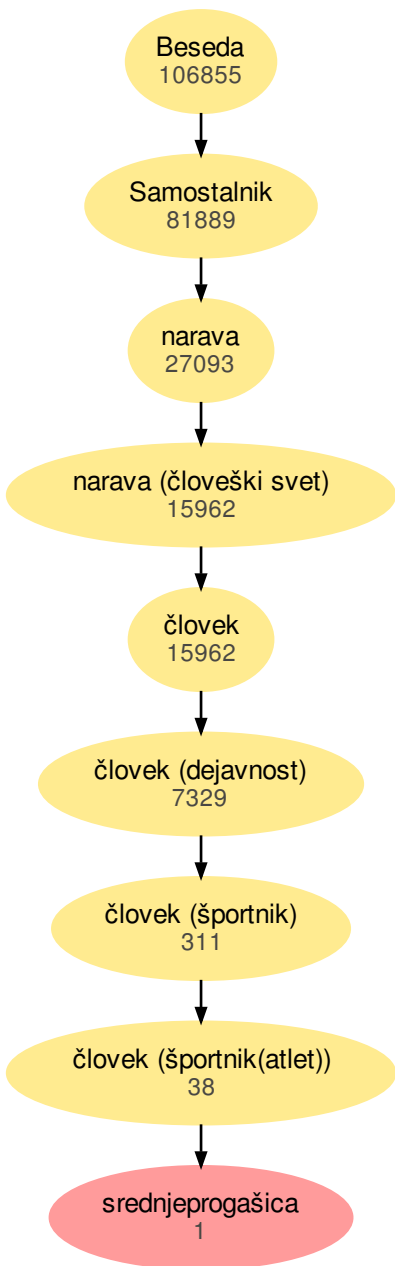 Beseda
106855
Samostalnik
81889
narava
27093
narava (človeški svet)
15962
človek
15962
človek (dejavnost)
7329
človek (športnik)
311
človek (športnik(atlet))
38
srednjeprogašica
1